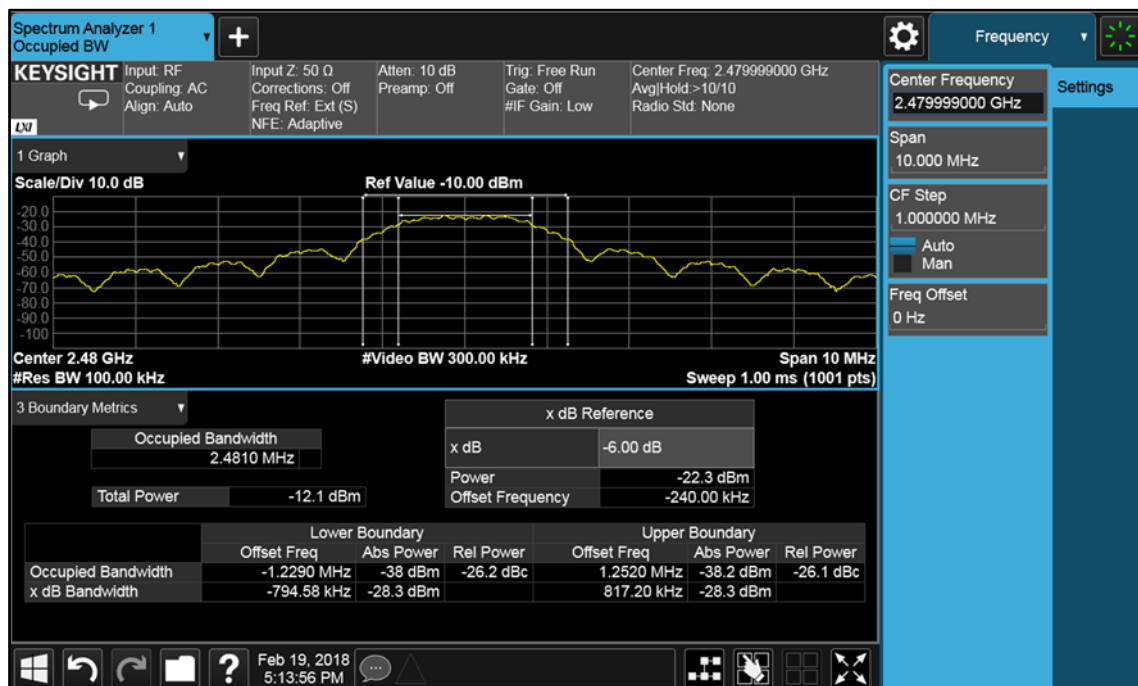 Spectrum Analyzer 1
Occupied BW
Frequency
KEYSIGHT
LXI
Input: RF
Coupling: AC
Align: Auto
Input Z: 50 Ω
Corrections: Off
Freq Ref: Ext (S)
NFE: Adaptive
Atten: 10 dB
Preamp: Off
Trig: Free Run
Gate: Off
#IF Gain: Low
Center Freq: 2.479999000 GHz
Avg|Hold:>10/10
Radio Std: None
Center Frequency
2.479999000 GHz
Settings
Span
10.000 MHz
CF Step
1.000000 MHz
Auto
Man
Freq Offset
0 Hz
1 Graph
Scale/Div 10.0 dB
Ref Value -10.00 dBm
-20.0
-30.0
-40.0
-50.0
-60.0
-70.0
-80.0
-90.0
-100
Center 2.48 GHz
#Video BW 300.00 kHz
Span 10 MHz
#Res BW 100.00 kHz
Sweep 1.00 ms (1001 pts)
3 Boundary Metrics
Occupied Bandwidth
2.4810 MHz
Total Power -12.1 dBm
x dB Reference
x dB -6.00 dB
Power -22.3 dBm
Offset Frequency -240.00 kHz
Lower Boundary Upper Boundary
Offset Freq Abs Power Rel Power Offset Freq Abs Power Rel Power
Occupied Bandwidth -1.2290 MHz -38 dBm -26.2 dBc 1.2520 MHz -38.2 dBm -26.1 dBc
x dB Bandwidth -794.58 kHz -28.3 dBm 817.20 kHz -28.3 dBm
?
Feb 19, 2018
5:13:56 PM